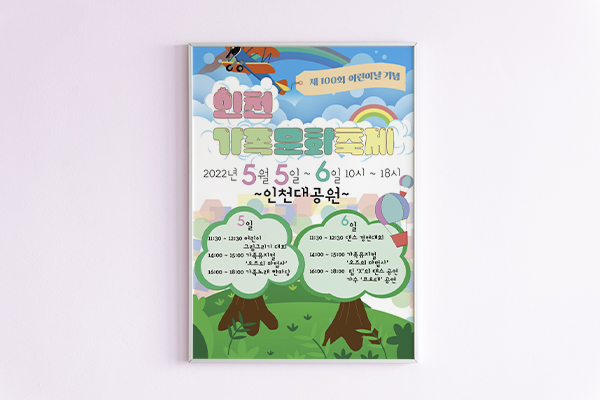 제 100회 어린이날 기념
인천
가족문화축제
2022년 5월 5일 ~ 6일 10시 ~ 18시
~인천대공원~
5일
11:30 ~ 12:30 어린이
그림그리기 대회
14:00 ~ 15:00 가족뮤지컬
'오즈의 마법사'
16:00 ~ 18:00 가족노래 한마당
6일
11:30 ~ 12:30 댄스 경연대회
14:00 ~ 15:00 가족뮤지컬
'오즈의 마법사'
16:00 ~ 18:00 팀 'X'의 댄스 공연
가수 공연